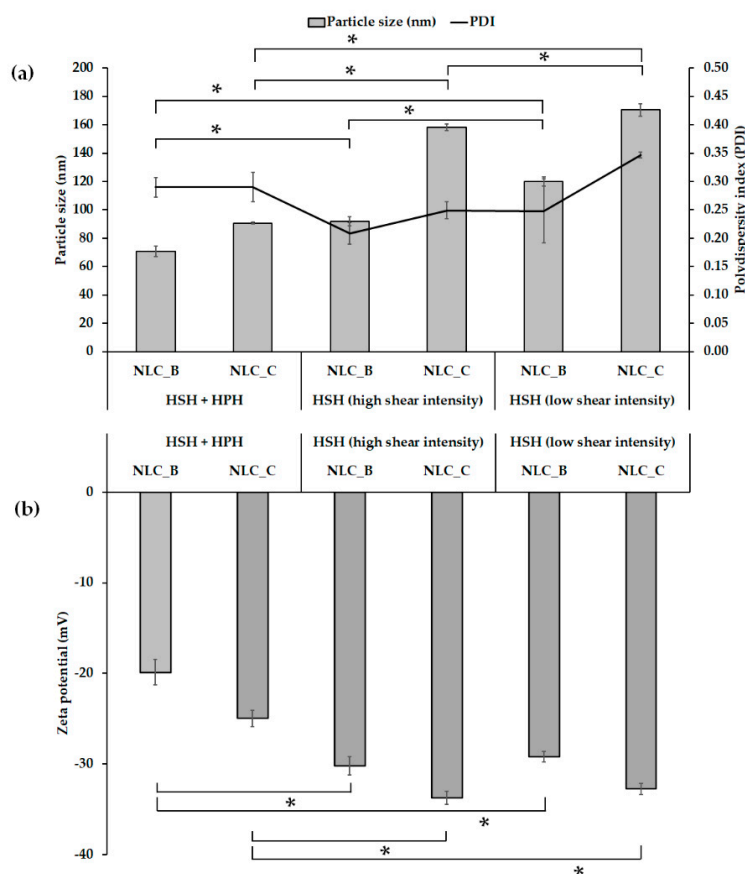 Particle size (nm) PDI
(a)
* * * * * *
200 180 160 140 120 100 80 60 40 20 0
Particle size (nm)
0.50 0.45 0.40 0.35 0.30 0.25 0.20 0.15 0.10 0.05 0.00
Polydispersity index (PDI)
NLC_B NLC_C NLC_B NLC_C NLC_B NLC_C
HSH + HPH HSH (high shear intensity) HSH (low shear intensity)
HSH + HPH HSH (high shear intensity) HSH (low shear intensity)
NLC_B NLC_C NLC_B NLC_C NLC_B NLC_C
(b)
0 -10 -20 -30 -40
Zeta potential (mV)
* * * *